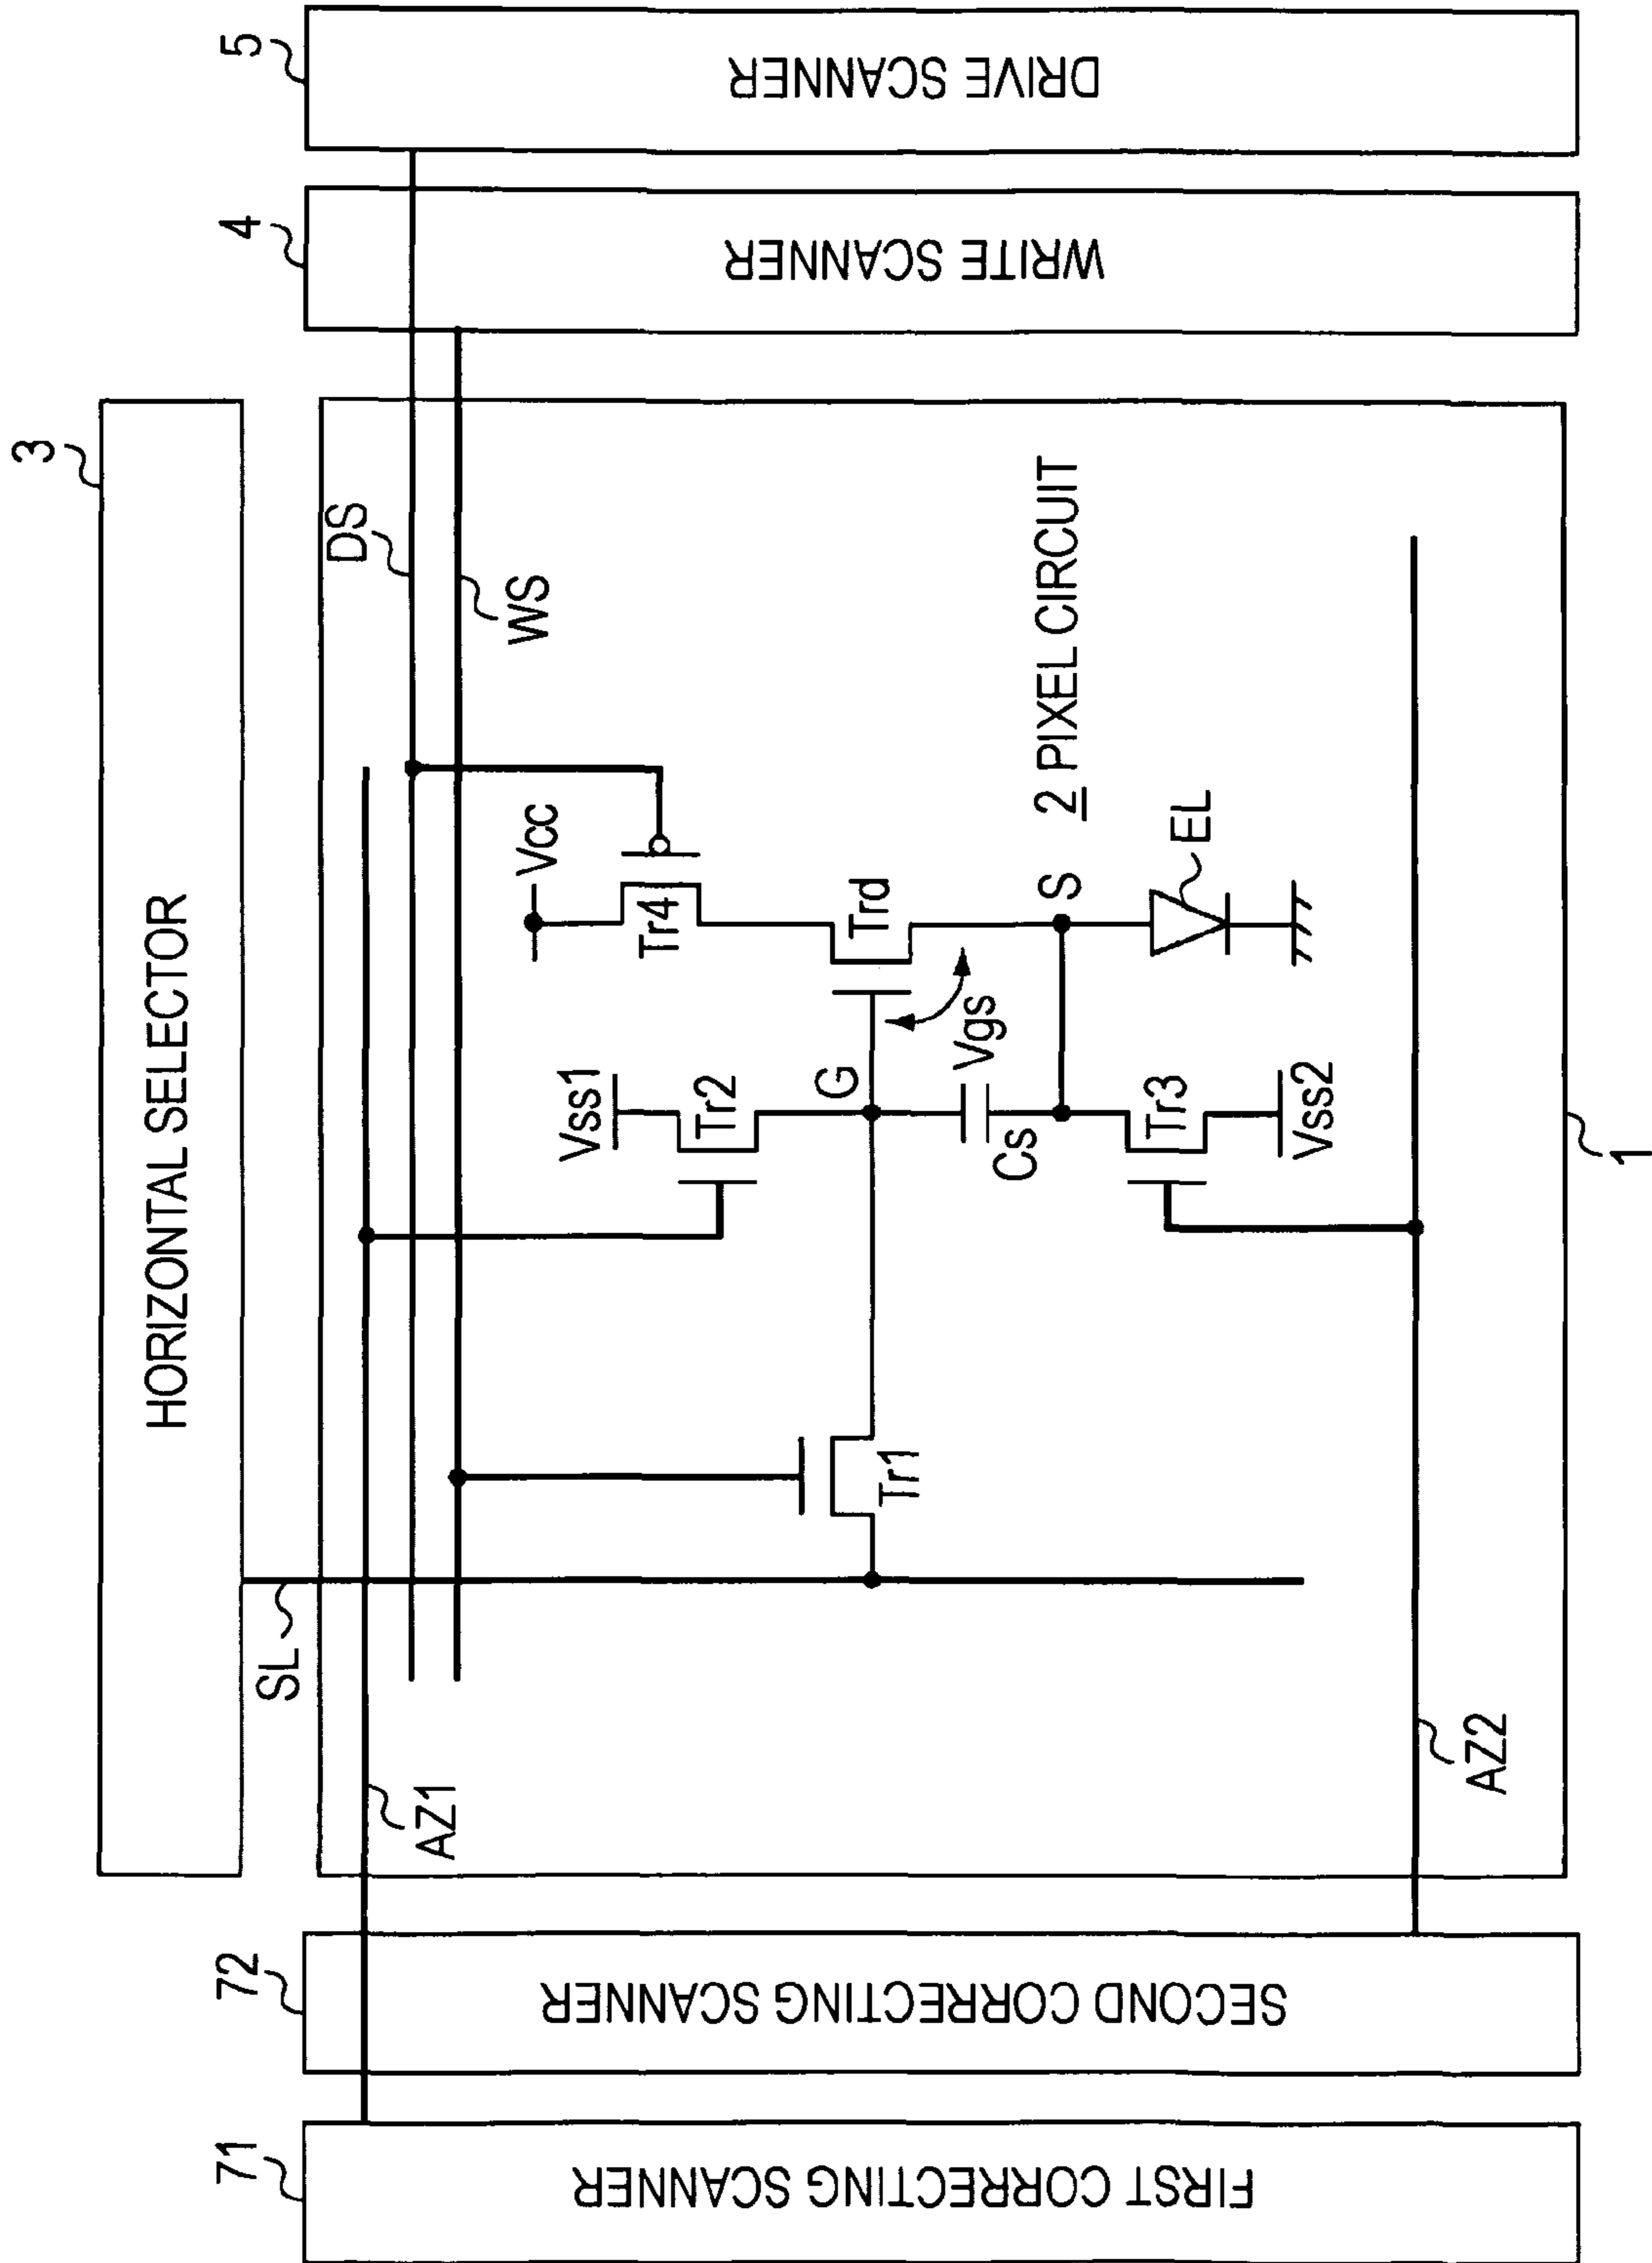 3
HORIZONTAL SELECTOR
71
FIRST CORRECTING SCANNER
72
SECOND CORRECTING SCANNER
4
WRITE SCANNER
5
DRIVE SCANNER
SL
AZ1
DS
WS
Vss1
Tr2
Vcc
Tr4
G
Trd
Tr1
Vgs
Cs
S
2 PIXEL CIRCUIT
Tr3
EL
Vss2
AZ2
1